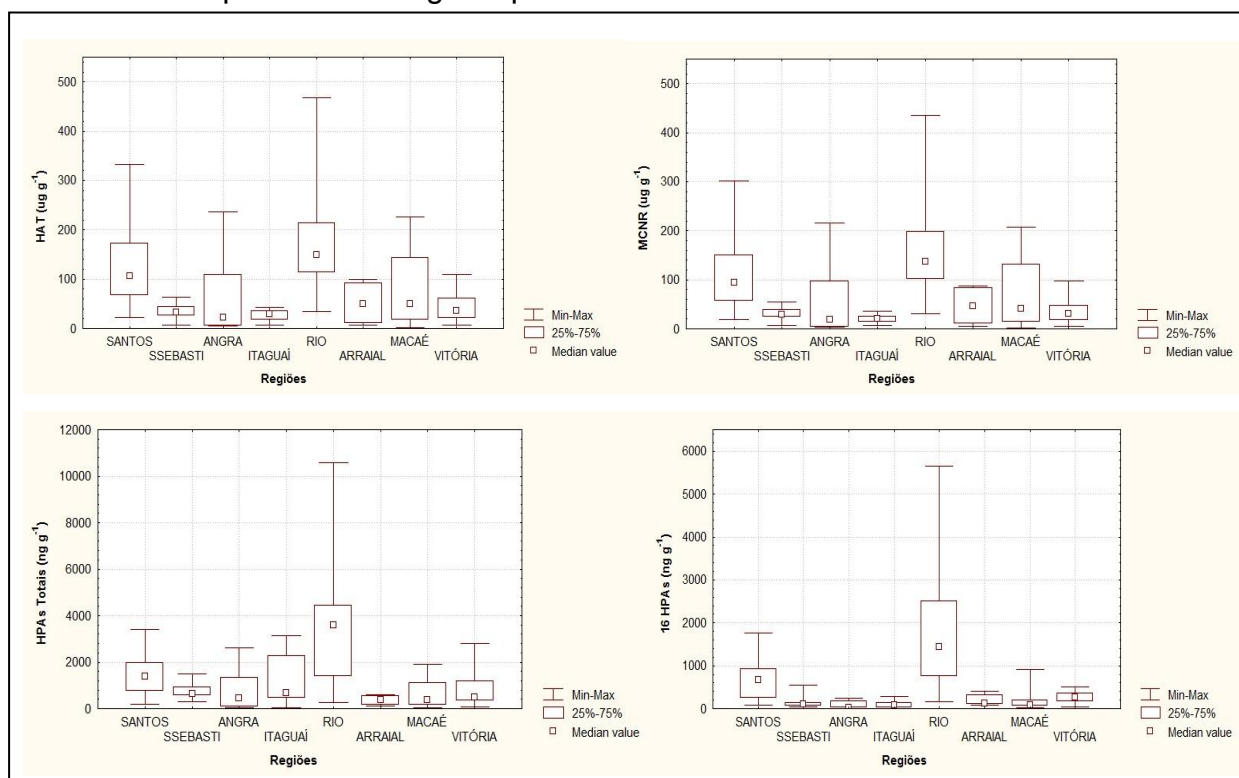 500
400
300
200
100
0
HAT (ug g-1)
SANTOS
SSEBASTI
ANGRA
ITAGUAÍ
RIO
ARRAIAL
MACAÉ
VITÓRIA
Regiões
Min-Max
25%-75%
Median value
500
400
300
200
100
0
MCNR (ug g-1)
SANTOS
SSEBASTI
ANGRA
ITAGUAÍ
RIO
ARRAIAL
MACAÉ
VITÓRIA
Regiões
Min-Max
25%-75%
Median value
12000
10000
8000
6000
4000
2000
0
HPAs Totais (ng g-1)
SANTOS
SSEBASTI
ANGRA
ITAGUAÍ
RIO
ARRAIAL
MACAÉ
VITÓRIA
Regiões
Min-Max
25%-75%
Median value
6000
5000
4000
3000
2000
1000
0
16 HPAs (ng g-1)
SANTOS
SSEBASTI
ANGRA
ITAGUAÍ
RIO
ARRAIAL
MACAÉ
VITÓRIA
Regiões
Min-Max
25%-75%
Median value